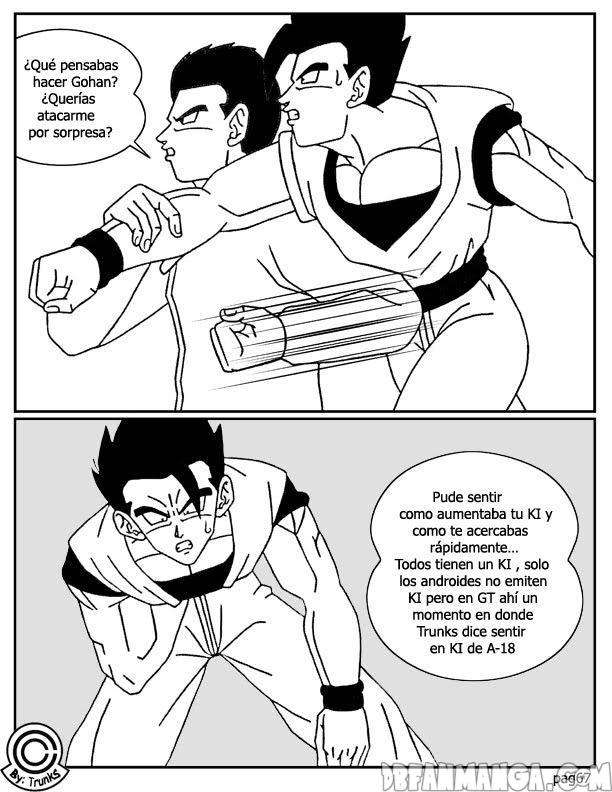 ¿Qué pensabas
hacer Gohan?
¿Querías
atacarme
por sorpresa?
Pude sentir
como aumentaba tu KI y
como te acercabas
rápidamente...
Todos tienen un KI , solo
los androides no emiten
KI pero en GT ahí un
momento en donde
Trunks dice sentir
en KI de A-18
By: Trunks
pag67
DBFANMANGA.COM